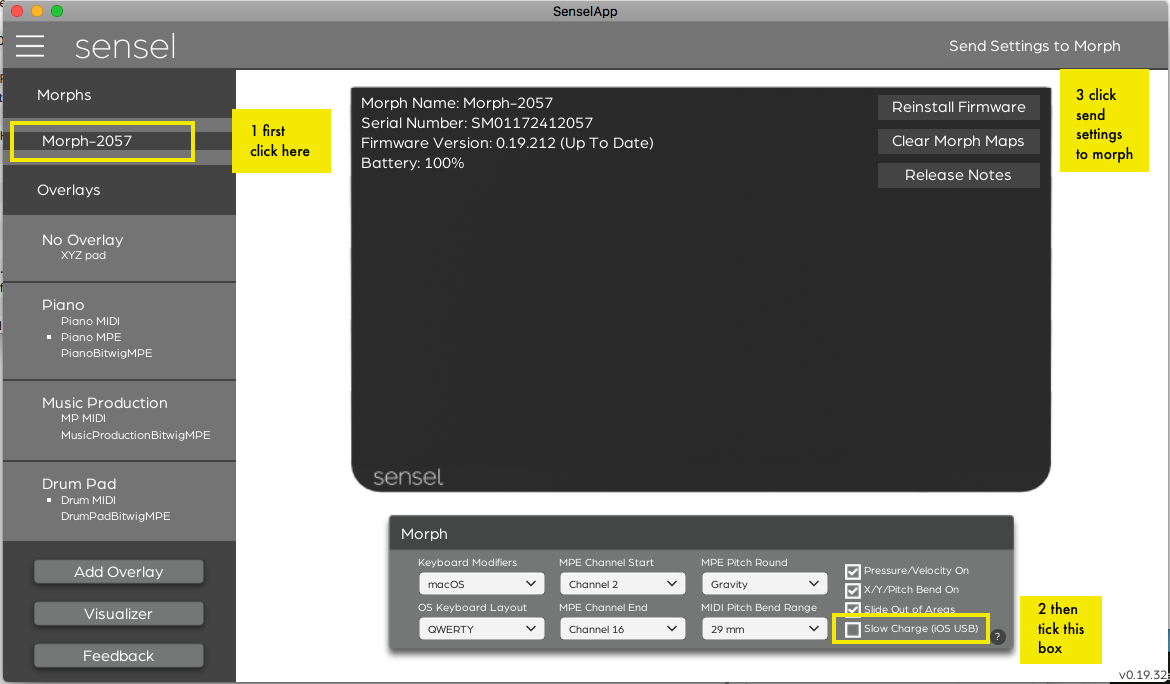 SenselApp
sensel
Send Settings to Morph
Morphs
Morph-2057
Overlays
No Overlay
XYZ pad
Piano
Piano MIDI
Piano MPE
PianoBitwigMPE
Music Production
MP MIDI
MusicProductionBitwigMPE
Drum Pad
Drum MIDI
DrumPadBitwigMPE
Add Overlay
Visualizer
Feedback
1 first
click here
Morph Name: Morph-2057
Serial Number: SM01172412057
Firmware Version: 0.19.212 (Up To Date)
Battery: 100%
Reinstall Firmware
Clear Morph Maps
Release Notes
3 click
send
settings
to morph
sensel
Morph
Keyboard Modifiers
macOS
OS Keyboard Layout
QWERTY
MPE Channel Start
Channel 2
MPE Channel End
Channel 16
MPE Pitch Round
Gravity
MIDI Pitch Bend Range
29 mm
Pressure/Velocity On
X/Y/Pitch Bend On
Slide Out of Areas
Slow Charge (iOS USB)
?
2 then
tick this
box